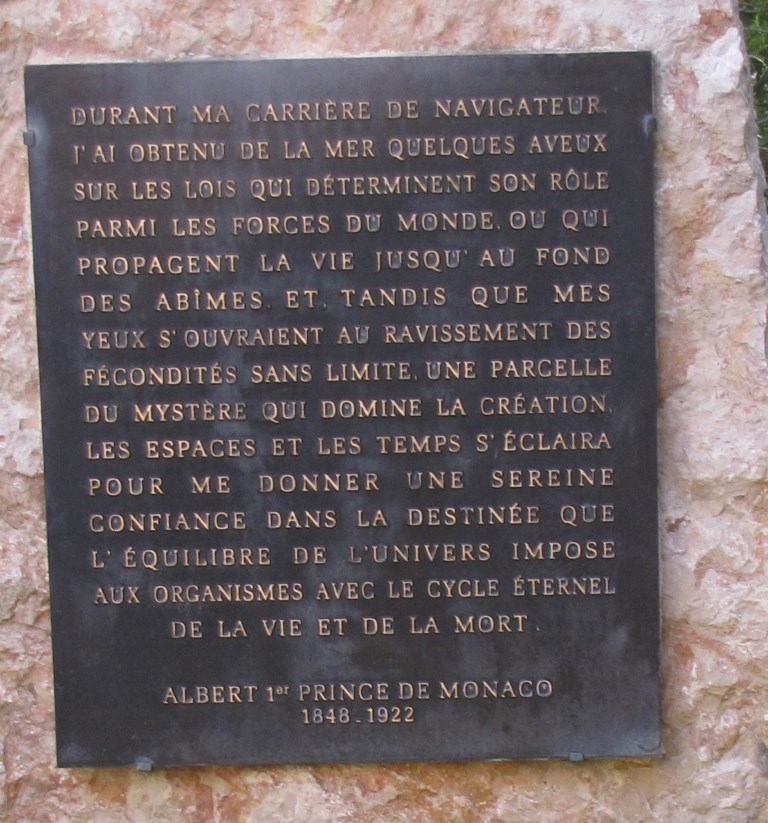 DURANT MA CARRIÈRE DE NAVIGATEUR,
J'AI OBTENU DE LA MER QUELQUES AVEUX
SUR LES LOIS QUI DÉTERMINENT SON RÔLE
PARMI LES FORCES DU MONDE, OU QUI
PROPAGENT LA VIE JUSQU'AU FOND
DES ABÎMES. ET, TANDIS QUE MES
YEUX S'OUVRAIENT AU RAVISSEMENT DES
FÉCONDITÉS SANS LIMITE, UNE PARCELLE
DU MYSTÈRE QUI DOMINE LA CRÉATION,
LES ESPACES ET LES TEMPS S'ÉCLAIRA
POUR ME DONNER UNE SEREINE
CONFIANCE DANS LA DESTINÉE QUE
L'ÉQUILIBRE DE L'UNIVERS IMPOSE
AUX ORGANISMES AVEC LE CYCLE ÉTERNEL
DE LA VIE ET DE LA MORT.
ALBERT 1er PRINCE DE MONACO
1848-1922